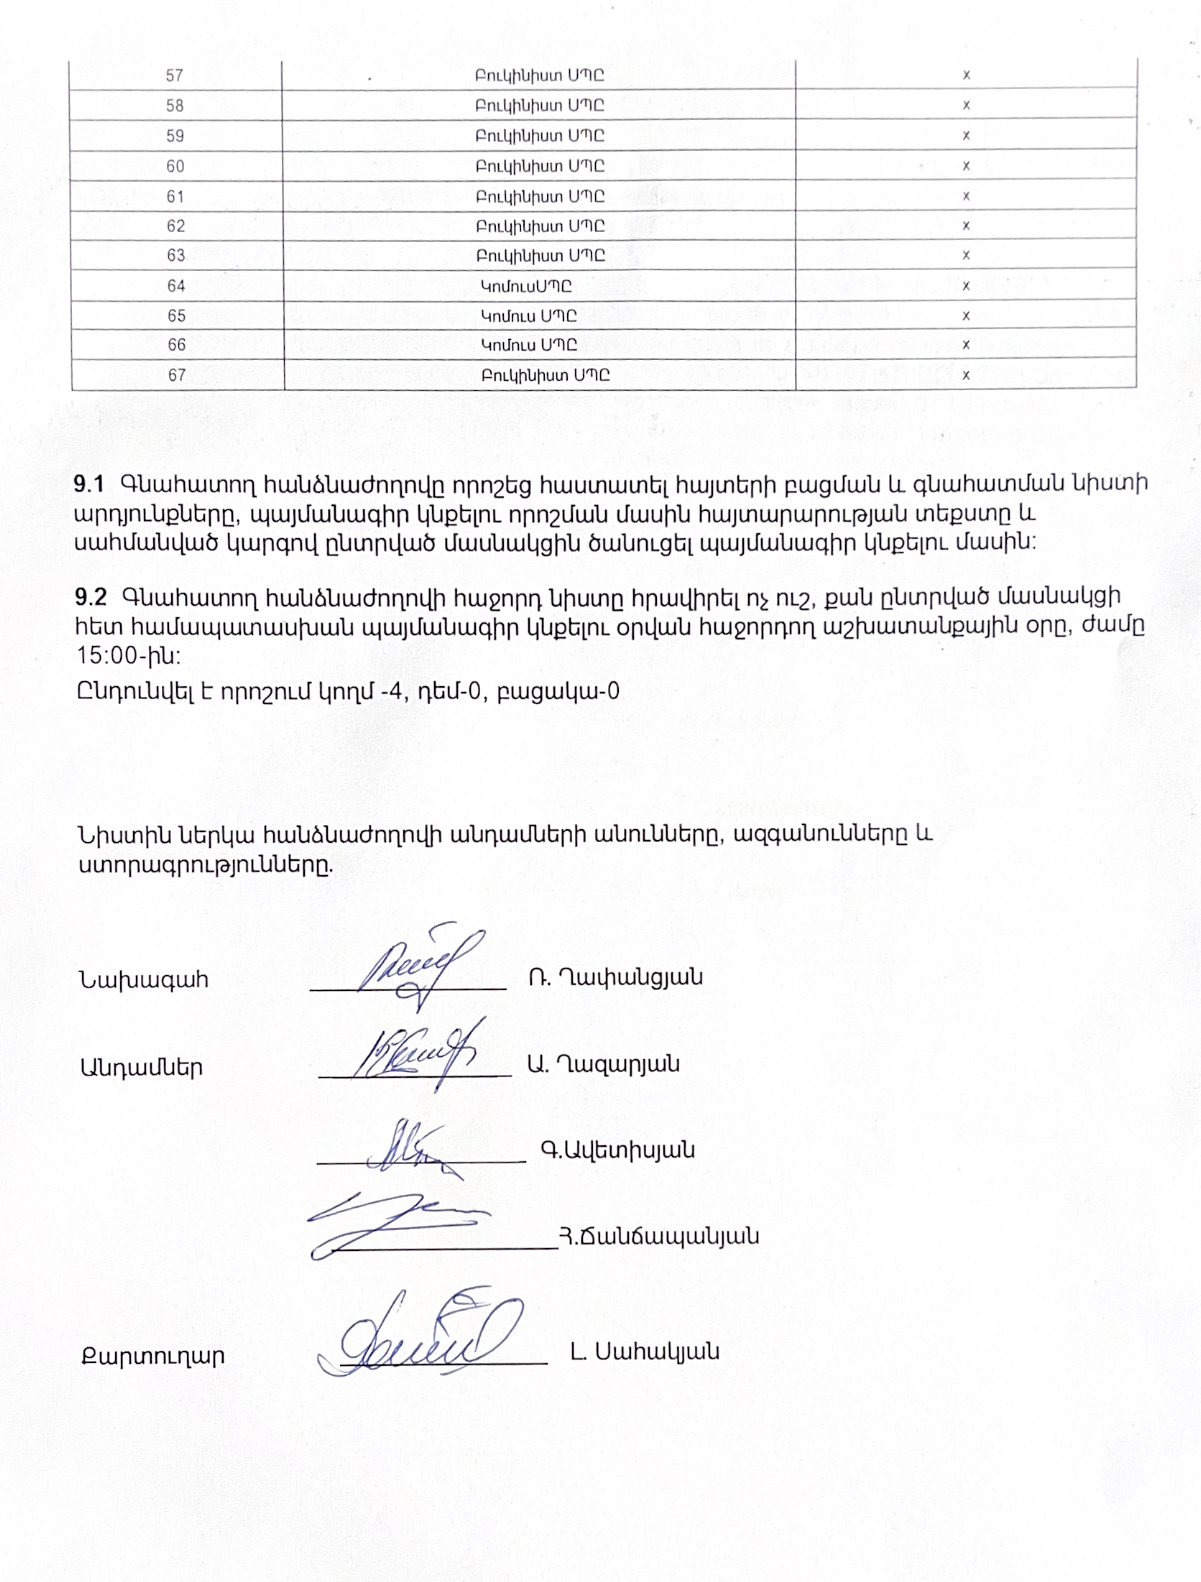 57 Բուկինիստ ՍՊԸ x
58 Բուկինիստ ՍՊԸ x
59 Բուկինիստ ՍՊԸ x
60 Բուկինիստ ՍՊԸ x
61 Բուկինիստ ՍՊԸ x
62 Բուկինիստ ՍՊԸ x
63 Բուկինիստ ՍՊԸ x
64 ԿոմուսՍՊԸ x
65 Կոմուս ՍՊԸ x
66 Կոմուս ՍՊԸ x
67 Բուկինիստ ՍՊԸ x
9.1 Գնահատող հանձնաժողովը որոշեց հաստատել հայտերի բացման և գնահատման նիստի
արդյունքները, պայմանագիր կնքելու որոշման մասին հայտարարության տեքստը և
սահմանված կարգով ընտրված մասնակցին ծանուցել պայմանագիր կնքելու մասին:
9.2 Գնահատող հանձնաժողովի հաջորդ նիստը հրավիրել ոչ ուշ, քան ընտրված մասնակցի
հետ համապատասխան պայմանագիր կնքելու օրվան հաջորդող աշխատանքային օրը, ժամը
15:00-ին:
Ընդունվել է որոշում կողմ -4, դեմ-0, բացակա-0
Նիստին ներկա հանձնաժողովի անդամների անունները, ազգանունները և
ստորագրությունները.
Նախագահ Ռ. Ղափանցյան
Անդամներ Ա. Ղազարյան
Գ.Ավետիսյան
Հ.Ճանճապանյան
Քարտուղար Լ. Սահակյան